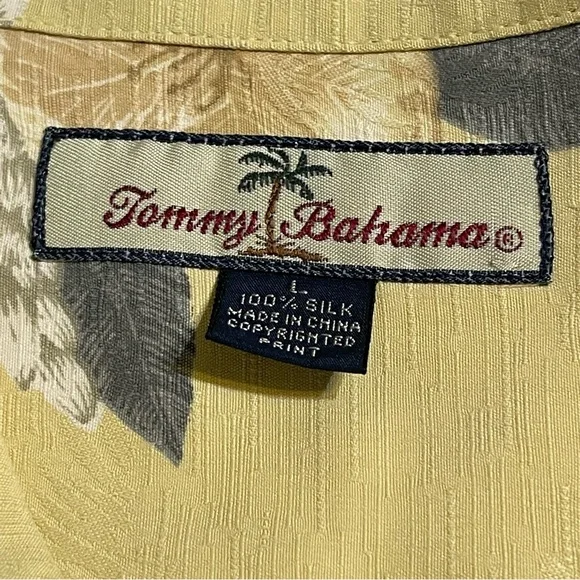 Tommy Bahama®
L
100% SILK
MADE IN CHINA
COPYRIGHTED
PRINT